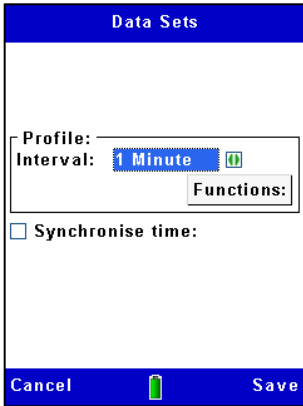 Data Sets
Profile:
Interval: 1 Minute
Functions:
Synchronise time:
Cancel Save